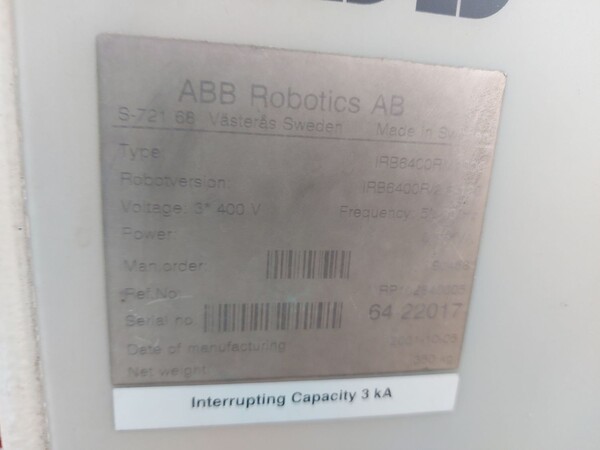 ABB Robotics AB
S-721 68 Västerås Sweden Made in
Type: IRB6400R
Robotversion: IRB6400R/2.
Voltage: 3* 400 V Frequency:
Power:
Man.order:
Ref.No:
Serial no: 64 22017
Date of manufacturing
Net weight:
Interrupting Capacity 3 kA